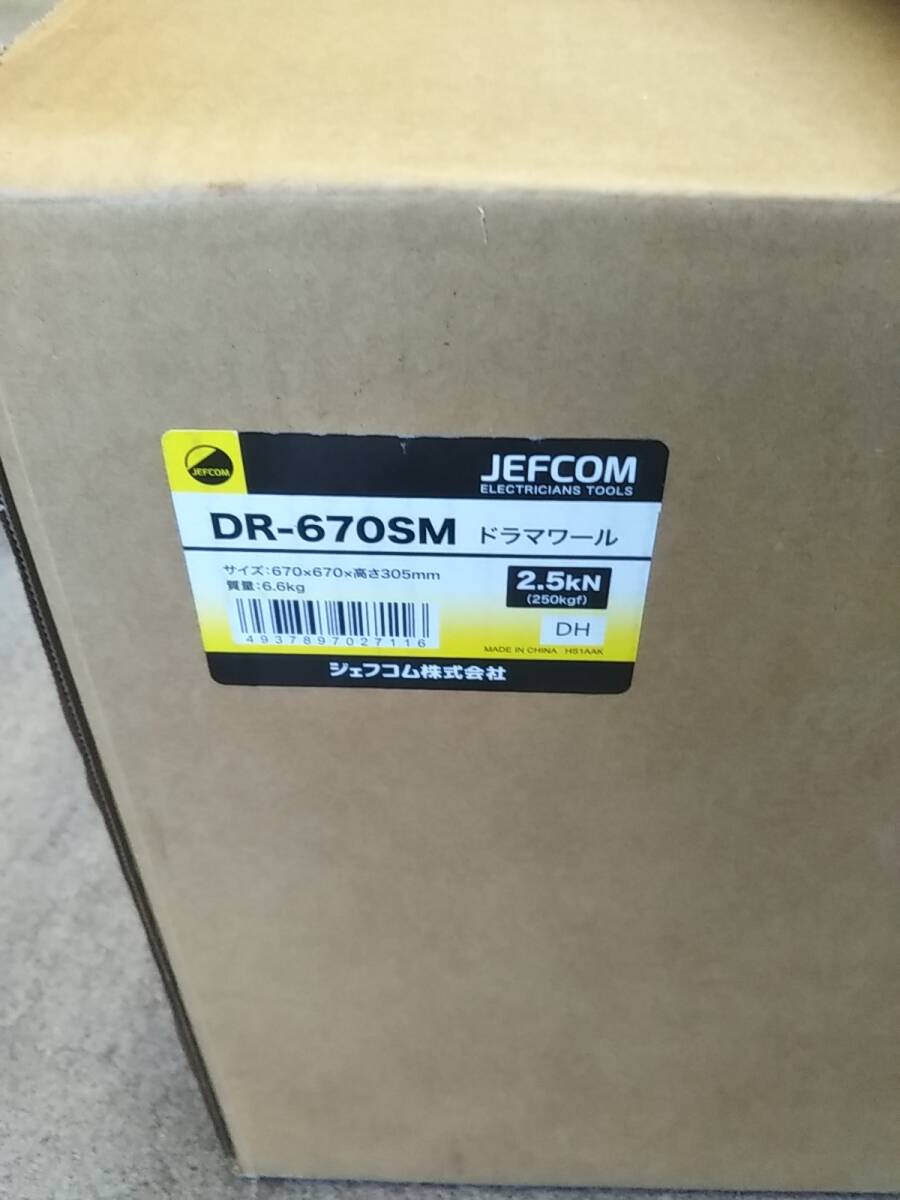 JEFCOM
JEFCOM
ELECTRICIANS TOOLS
DR-670SM ドラマワール
サイズ:670×670×高さ305mm
質量:6.6kg
2.5kN
(250kgf)
4937897027116
DH
MADE IN CHINA HS1AAK
ジェフコム株式会社